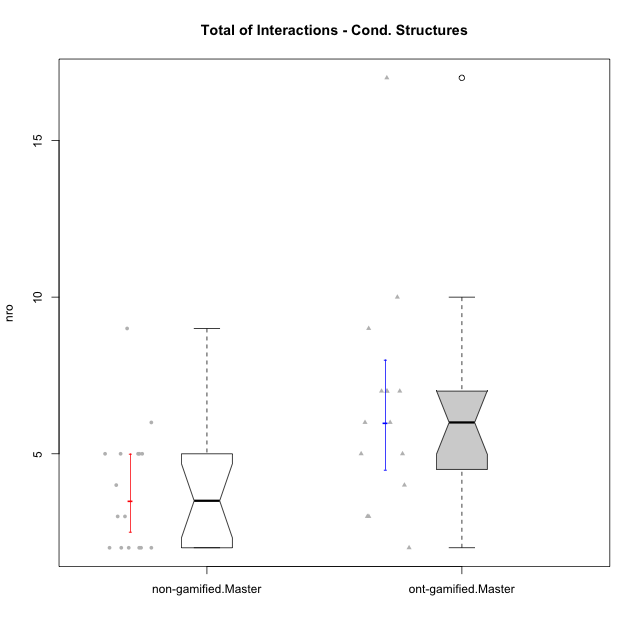 Total of Interactions - Cond. Structures
nro
15
10
5
non-gamified.Master
ont-gamified.Master